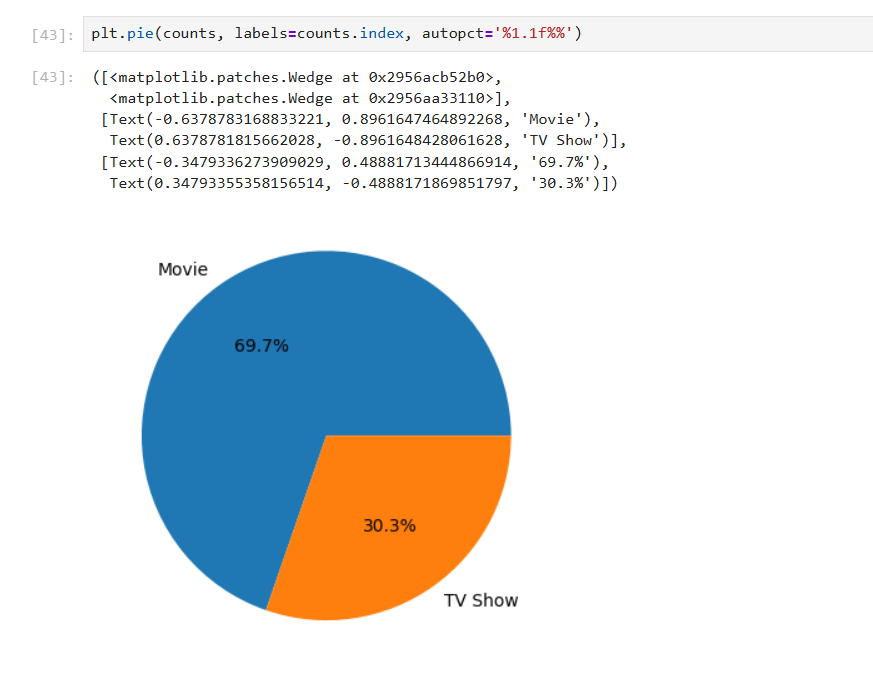 [43]: plt.pie(counts, labels=counts.index, autopct='%1.1f%%')
[43]: ([<matplotlib.patches.Wedge at 0x2956acb52b0>,
<matplotlib.patches.Wedge at 0x2956aa33110>],
[Text(-0.6378783168833221, 0.8961647464892268, 'Movie'),
Text(0.6378781815662028, -0.8961648428061628, 'TV Show')],
[Text(-0.3479336273909029, 0.48881713444866914, '69.7%'),
Text(0.34793355358156514, -0.4888171869851797, '30.3%')])
Movie
69.7%
30.3%
TV Show